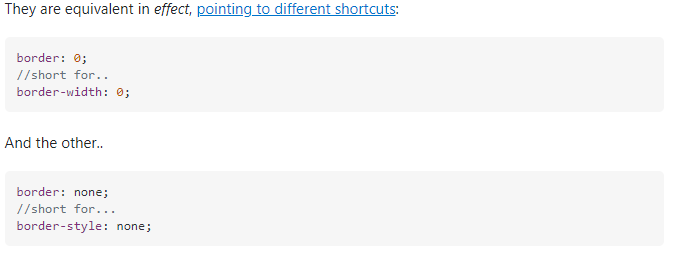 They are equivalent in effect, pointing to different shortcuts:
border: 0;
//short for..
border-width: 0;
And the other..
border: none;
//short for...
border-style: none;